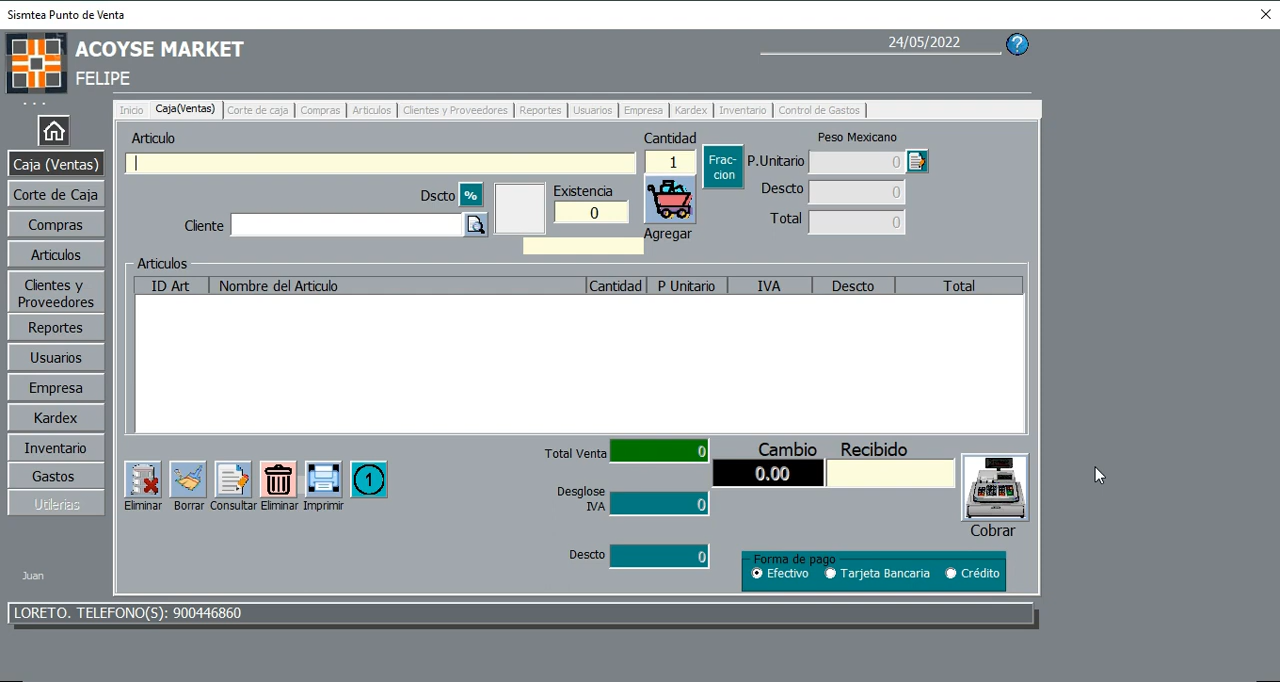 Sismtea Punto de Venta
ACOYSE MARKET
FELIPE
24/05/2022
?
Inicio Caja(Ventas) Corte de caja Compras Articulos Clientes y Proveedores Reportes Usuarios Empresa Kardex Inventario Control de Gastos
Caja (Ventas)
Corte de Caja
Compras
Articulos
Clientes y
Proveedores
Reportes
Usuarios
Empresa
Kardex
Inventario
Gastos
Utilerias
Juan
Articulo
Cantidad
1
Frac-
cion
Peso Mexicano
P.Unitario 0
Descto 0
Total 0
Dscto %
Existencia
0
Cliente
Agregar
Articulos
ID Art Nombre del Articulo Cantidad P Unitario IVA Descto Total
Total Venta 0
Desglose
IVA 0
Descto 0
Cambio Recibido
0.00
Cobrar
1
Eliminar Borrar Consultar Eliminar Imprimir
Forma de pago
Efectivo Tarjeta Bancaria Crédito
LORETO. TELEFONO(S): 900446860